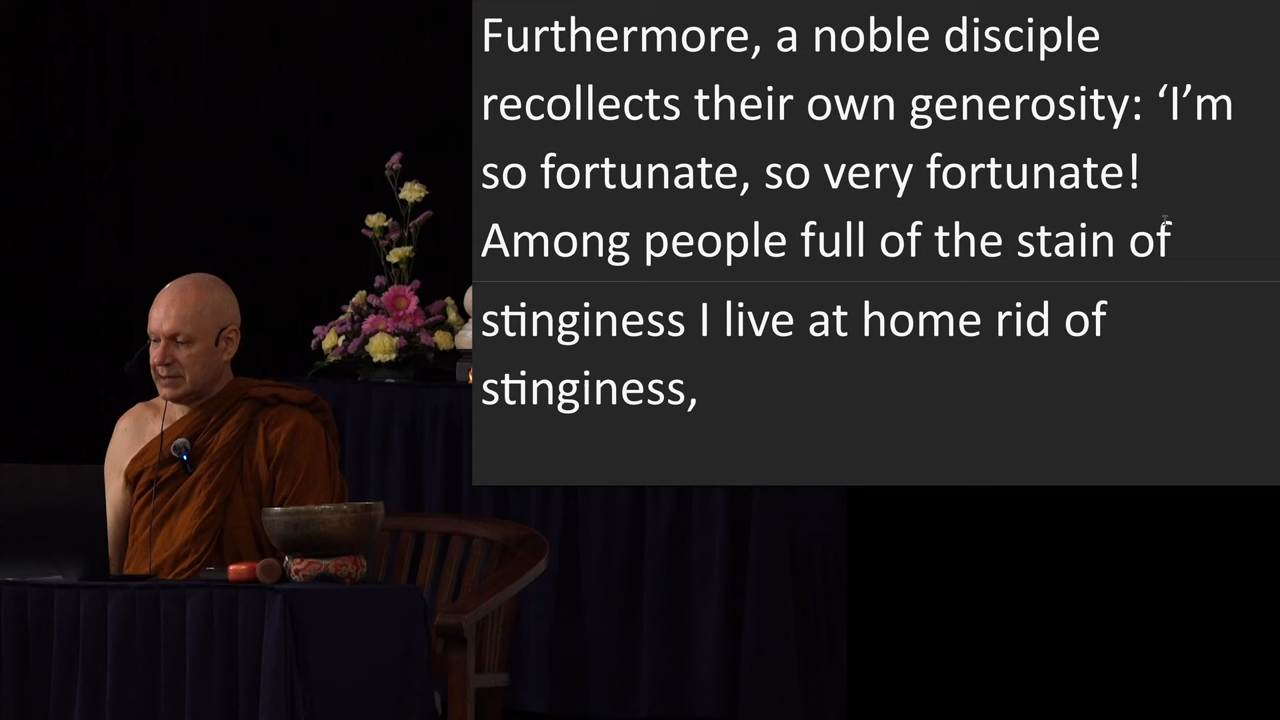 Furthermore, a noble disciple
recollects their own generosity: ‘I’m
so fortunate, so very fortunate!
Among people full of the stain of
stinginess I live at home rid of
stinginess,